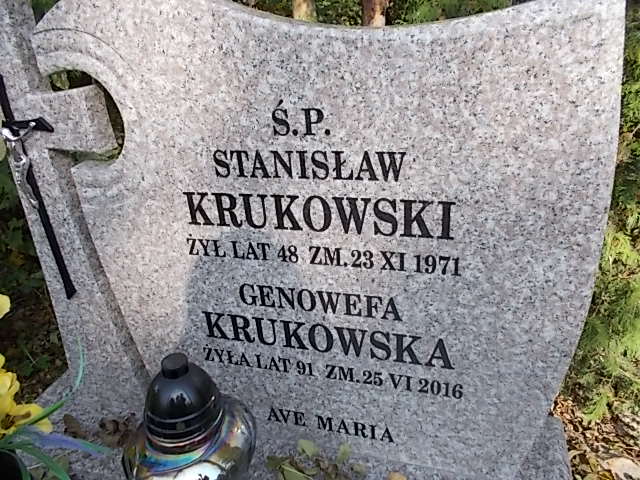 Ś.P.
STANISŁAW
KRUKOWSKI
ŻYŁ LAT 48 ZM. 23 XI 1971
GENOWEFA
KRUKOWSKA
ŻYŁA LAT 91 ZM. 25 VI 2016
AVE MARIA